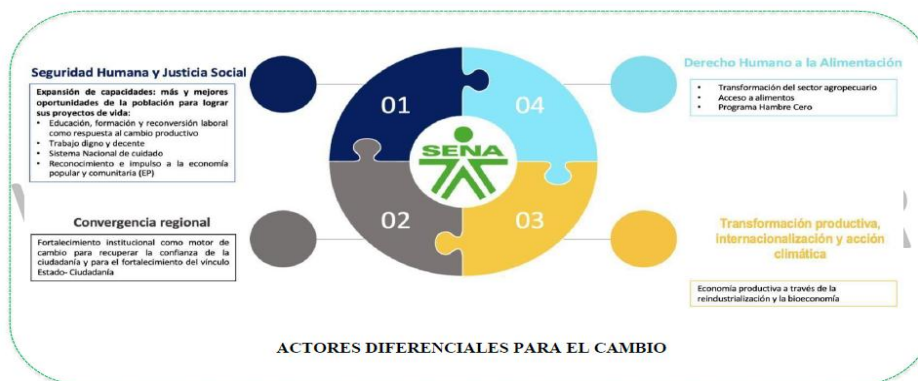 Seguridad Humana y Justicia Social
Expansión de capacidades: más y mejores
oportunidades de la población para lograr
sus proyectos de vida:
• Educación, formación y reconversión laboral
como respuesta al cambio productivo
• Trabajo digno y decente
• Sistema Nacional de cuidado
• Reconocimiento e impulso a la economía
popular y comunitaria (EP)
01
04
Derecho Humano a la Alimentación
• Transformación del sector agropecuario
• Acceso a alimentos
• Programa Hambre Cero
SENA
Convergencia regional
Fortalecimiento institucional como motor de
cambio para recuperar la confianza de la
ciudadanía y para el fortalecimiento del vínculo
Estado- Ciudadanía
02
03
Transformación productiva,
internacionalización y acción
climática
Economía productiva a través de la
reindustrialización y la bioeconomía
ACTORES DIFERENCIALES PARA EL CAMBIO